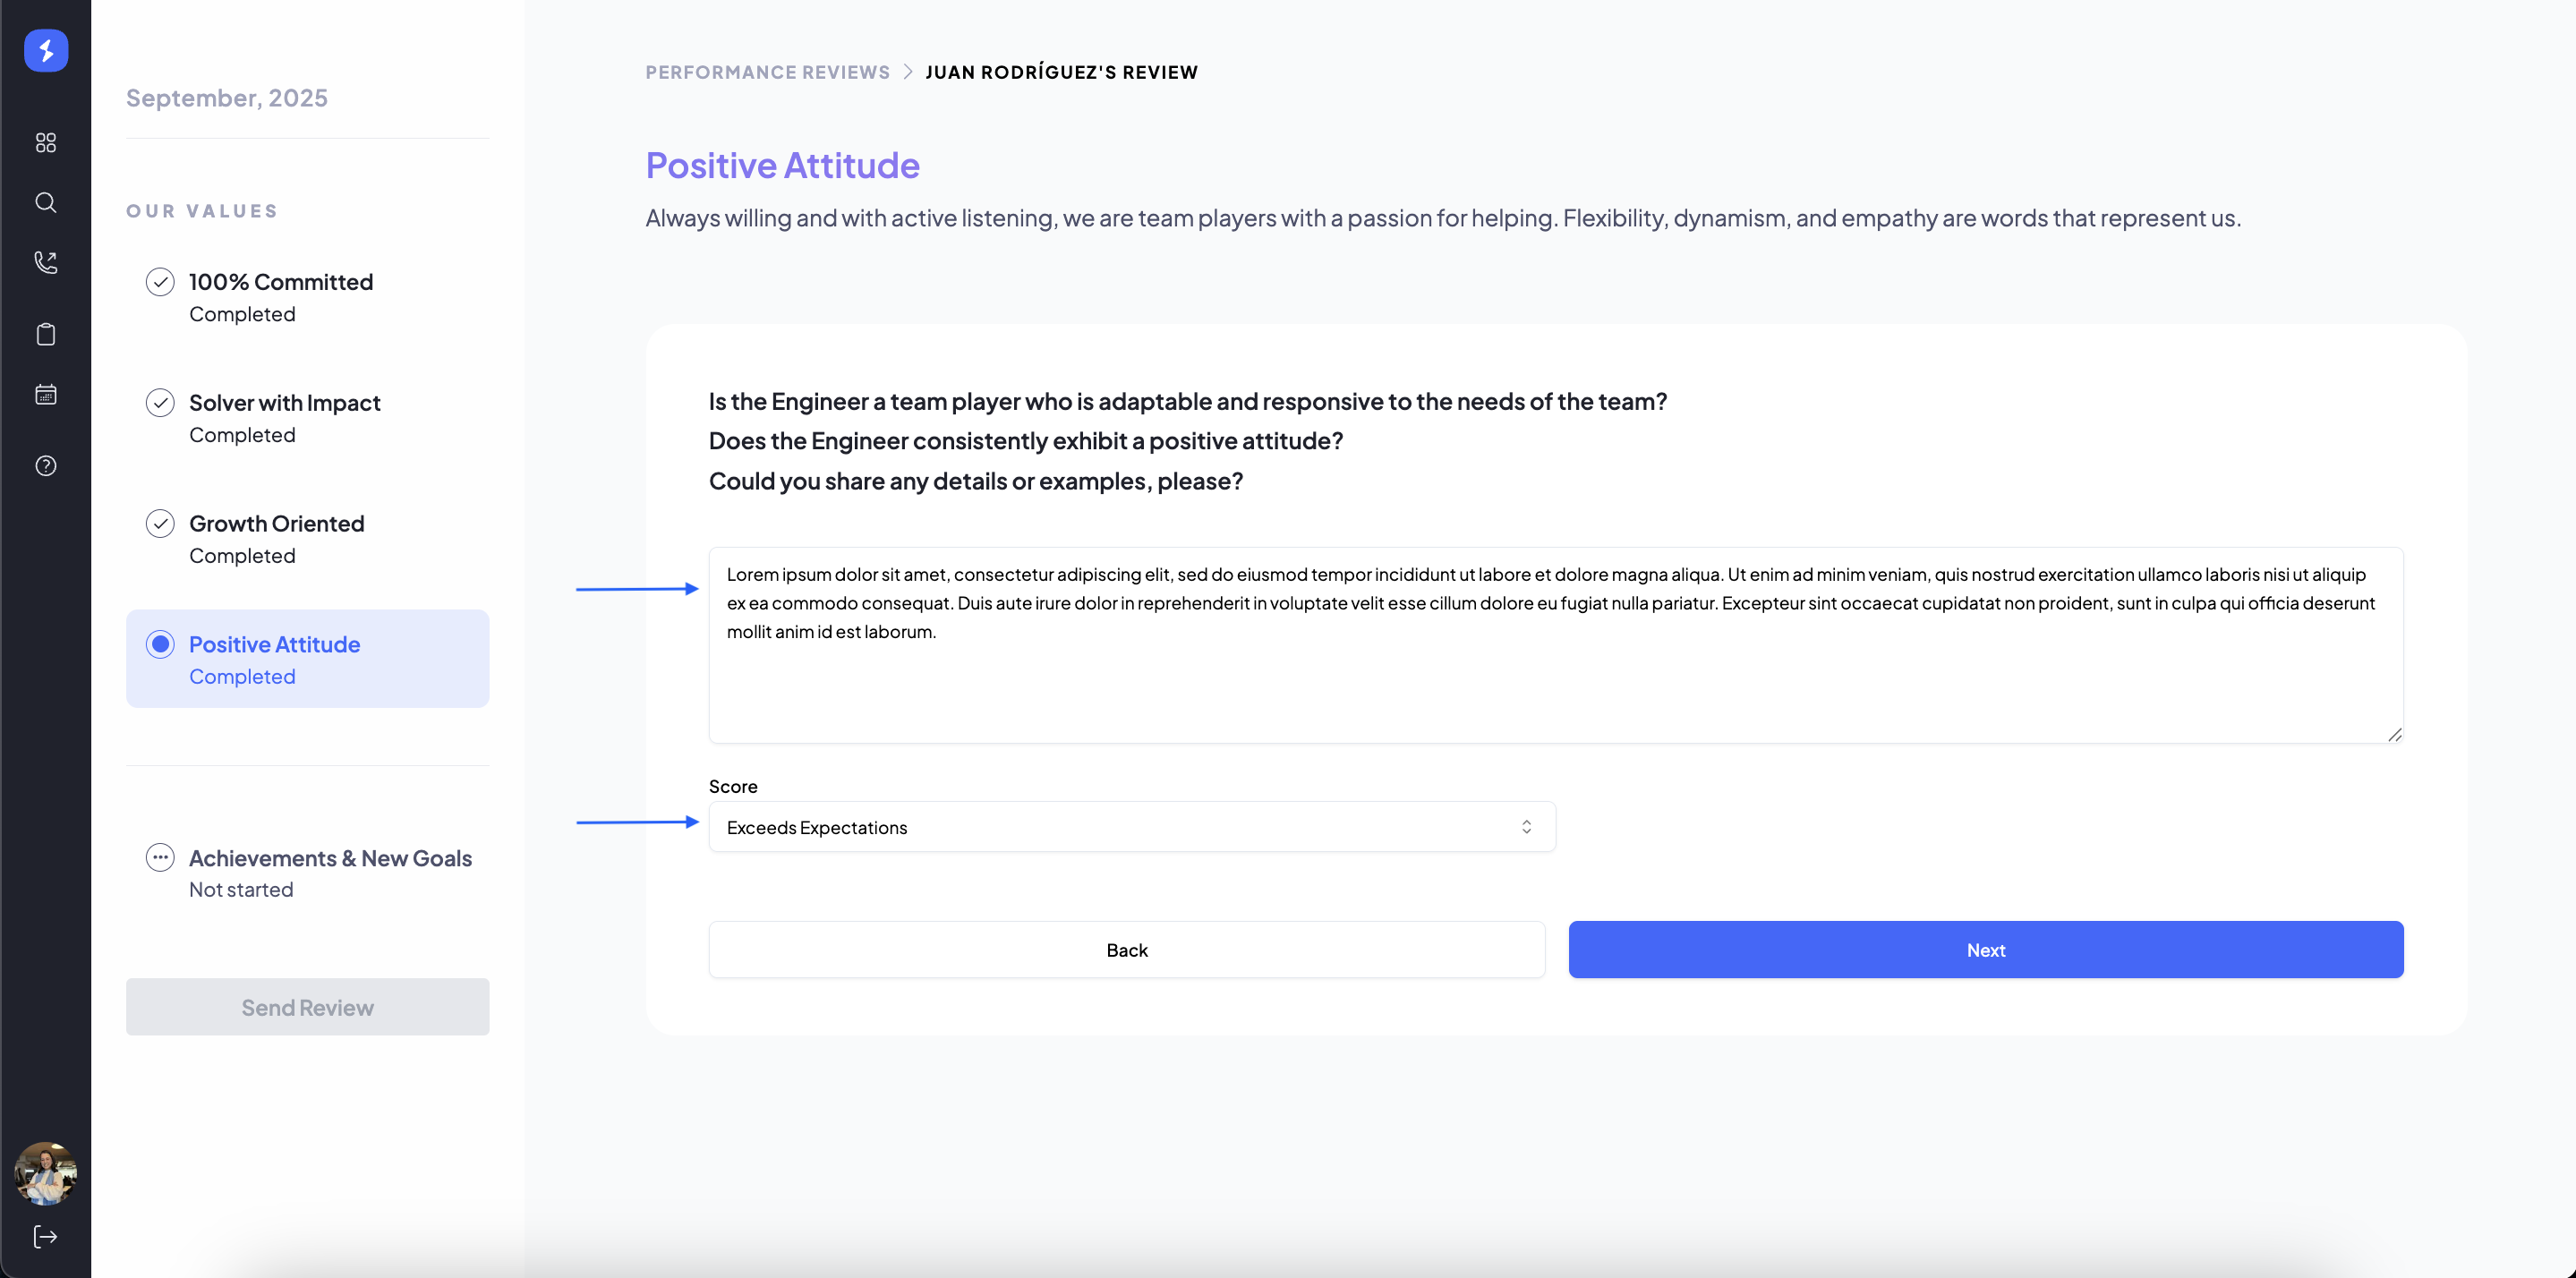 September, 2025
OUR VALUES
100% Committed
Completed
Solver with Impact
Completed
Growth Oriented
Completed
Positive Attitude
Completed
Achievements & New Goals
Not started
Send Review
PERFORMANCE REVIEWS > JUAN RODRÍGUEZ'S REVIEW
Positive Attitude
Always willing and with active listening, we are team players with a passion for helping. Flexibility, dynamism, and empathy are words that represent us.
Is the Engineer a team player who is adaptable and responsive to the needs of the team?
Does the Engineer consistently exhibit a positive attitude?
Could you share any details or examples, please?
Lorem ipsum dolor sit amet, consectetur adipiscing elit, sed do eiusmod tempor incididunt ut labore et dolore magna aliqua. Ut enim ad minim veniam, quis nostrud exercitation ullamco laboris nisi ut aliquip
ex ea commodo consequat. Duis aute irure dolor in reprehenderit in voluptate velit esse cillum dolore eu fugiat nulla pariatur. Excepteur sint occaecat cupidatat non proident, sunt in culpa qui officia deserunt
mollit anim id est laborum.
Score
Exceeds Expectations
Back
Next